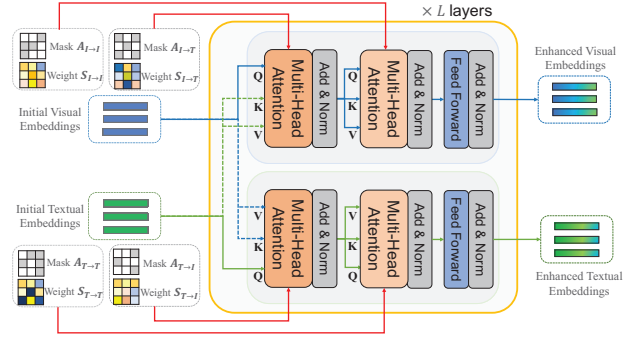 × L layers
Mask A_{I→I}
Weight S_{I→I}
Mask A_{I→T}
Weight S_{I→T}
Initial Visual
Embeddings
Q
K
V
Multi-Head
Attention
Add & Norm
Q
K
V
Multi-Head
Attention
Add & Norm
Feed Forward
Add & Norm
Enhanced Visual
Embeddings
Initial Textual
Embeddings
V
K
Q
Multi-Head
Attention
Add & Norm
V
K
Q
Multi-Head
Attention
Add & Norm
Feed Forward
Add & Norm
Enhanced Textual
Embeddings
Mask A_{T→T}
Weight S_{T→T}
Mask A_{T→I}
Weight S_{T→I}